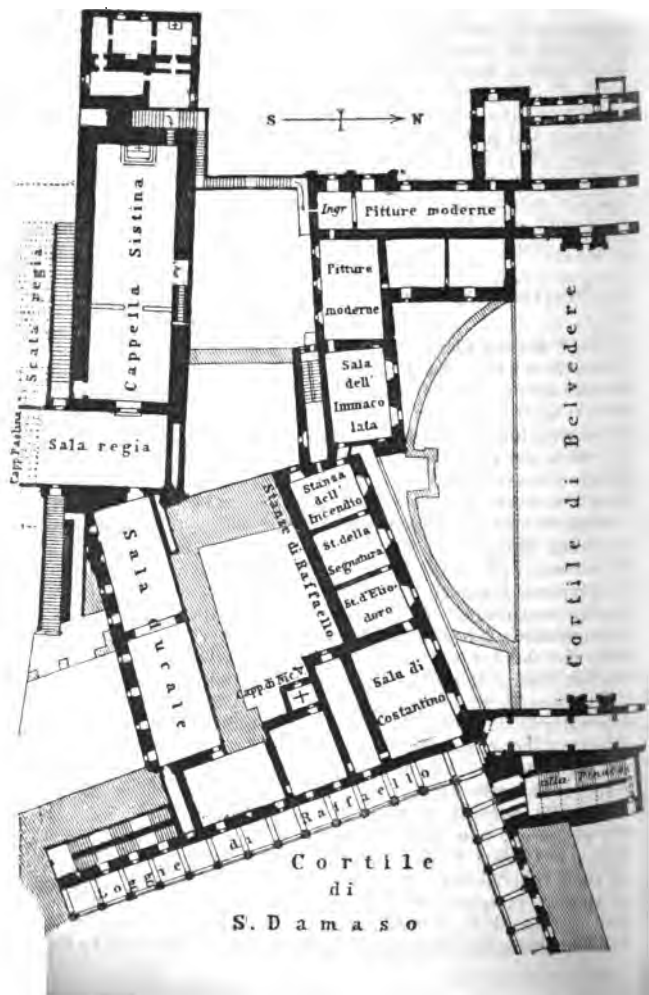 S N
Ingr
Pitture moderne
Cappella Sistina
Scala regia
Pitture
moderne
Sala
dell'
Immaco
lata
Cortile di Belvedere
Capp Paolina
Sala regia
Stanza
dell'
Incendio
Stanze di Raffaello
St. della
Segnatura
St. d'Elio-
doro
Sala ducale
Capp. di Nic. V
Sala di
Costantino
alla Pinac.
Loggie di Raffaello
Cortile
di
S. Damaso